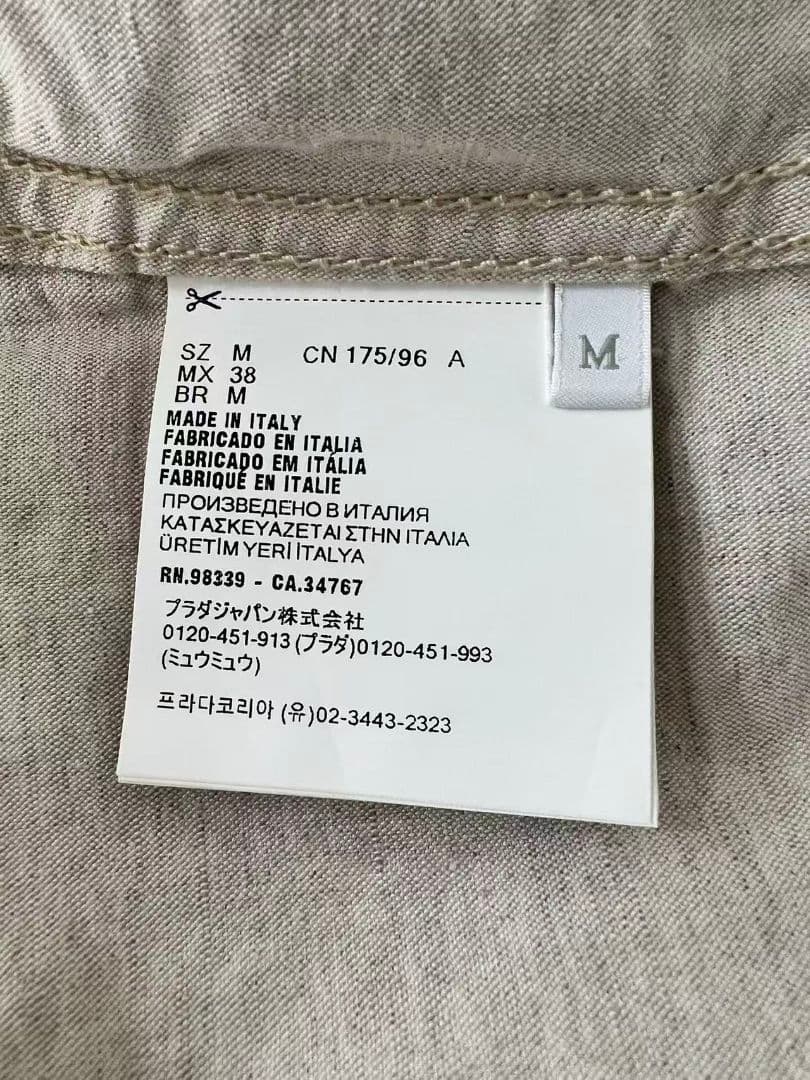 SZ M CN 175/96 A
MX 38
BR M
M
MADE IN ITALY
FABRICADO EN ITALIA
FABRICADO EM ITÁLIA
FABRIQUÉ EN ITALIE
ПРОИЗВЕДЕНО В ИТАЛИЯ
ΚΑΤΑΣΚΕΥΑΖΕΤΑΙ ΣΤΗΝ ΙΤΑΛΙΑ
ÜRETİM YERİ İTALYA
RN.98339 - CA.34767
プラダジャパン株式会社
0120-451-913 (プラダ)0120-451-993
(ミュウミュウ)
프라다코리아 (유)02-3443-2323